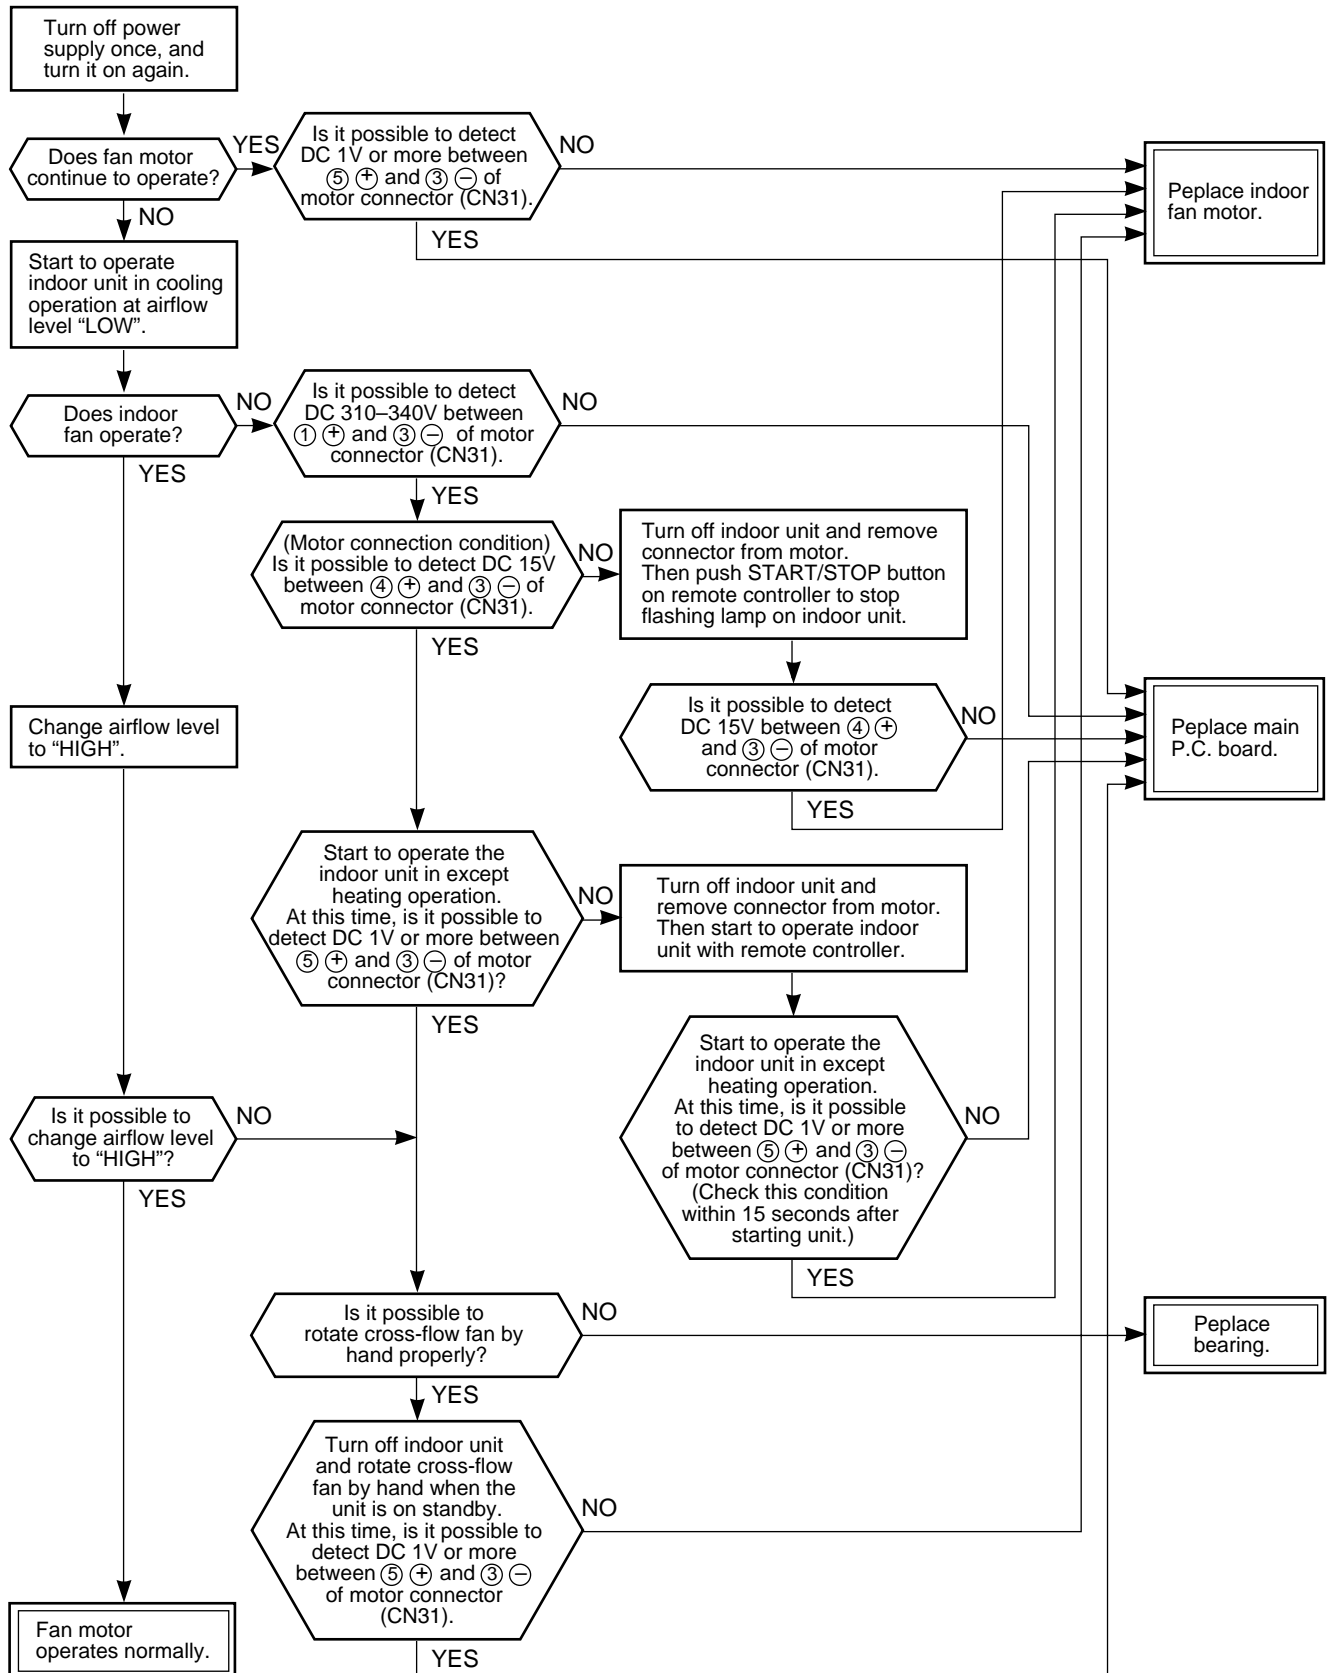 Turn off power
supply once, and
turn it on again.
Does fan motor
continue to operate?
YES
NO
Is it possible to detect
DC 1V or more between
⑤ ⊕ and ③ ⊖ of
motor connector (CN31).
NO
YES
Peplace indoor
fan motor.
Start to operate
indoor unit in cooling
operation at airflow
level “LOW”.
Does indoor
fan operate?
NO
YES
Is it possible to detect
DC 310–340V between
① ⊕ and ③ ⊖ of motor
connector (CN31).
NO
YES
(Motor connection condition)
Is it possible to detect DC 15V
between ④ ⊕ and ③ ⊖ of
motor connector (CN31).
NO
YES
Turn off indoor unit and remove
connector from motor.
Then push START/STOP button
on remote controller to stop
flashing lamp on indoor unit.
Is it possible to detect
DC 15V between ④ ⊕
and ③ ⊖ of motor
connector (CN31).
NO
YES
Peplace main
P.C. board.
Change airflow level
to “HIGH”.
Start to operate the
indoor unit in except
heating operation.
At this time, is it possible to
detect DC 1V or more between
⑤ ⊕ and ③ ⊖ of motor
connector (CN31)?
NO
YES
Turn off indoor unit and
remove connector from motor.
Then start to operate indoor
unit with remote controller.
Start to operate the
indoor unit in except
heating operation.
At this time, is it possible
to detect DC 1V or more
between ⑤ ⊕ and ③ ⊖
of motor connector (CN31)?
(Check this condition
within 15 seconds after
starting unit.)
NO
YES
Is it possible to
change airflow level
to “HIGH”?
NO
YES
Is it possible to
rotate cross-flow fan by
hand properly?
NO
YES
Peplace
bearing.
Turn off indoor unit
and rotate cross-flow
fan by hand when the
unit is on standby.
At this time, is it possible to
detect DC 1V or more
between ⑤ ⊕ and ③ ⊖
of motor connector
(CN31).
NO
YES
Fan motor
operates normally.